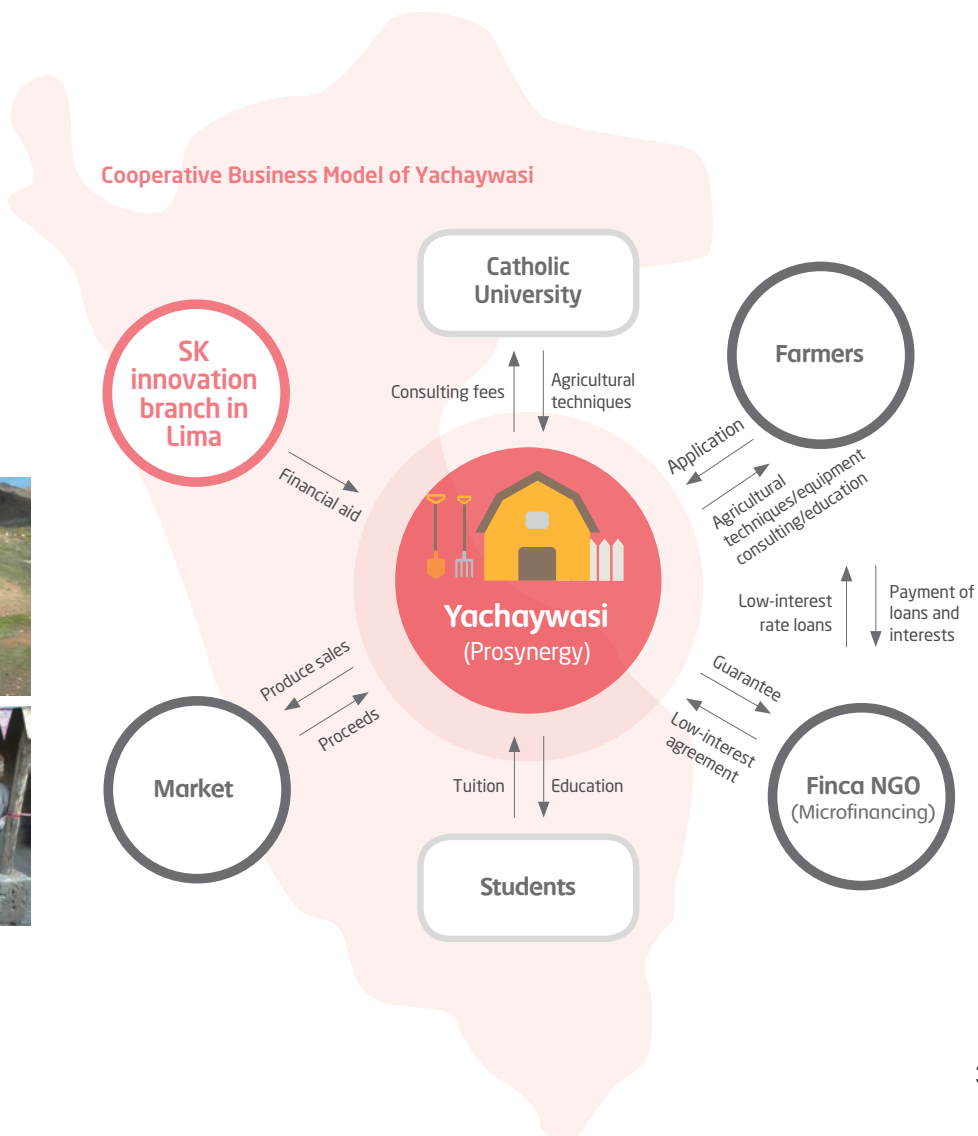 Cooperative Business Model of Yachaywasi
Catholic
University
SK
innovation
branch in
Lima
Farmers
Consulting fees
Agricultural
techniques
Financial aid
Application
Agricultural
techniques/equipment
consulting/education
Yachaywasi
(Prosynergy)
Low-interest
rate loans
Payment of
loans and
interests
Produce sales
Proceeds
Guarantee
Low-interest
agreement
Market
Tuition
Education
Finca NGO
(Microfinancing)
Students